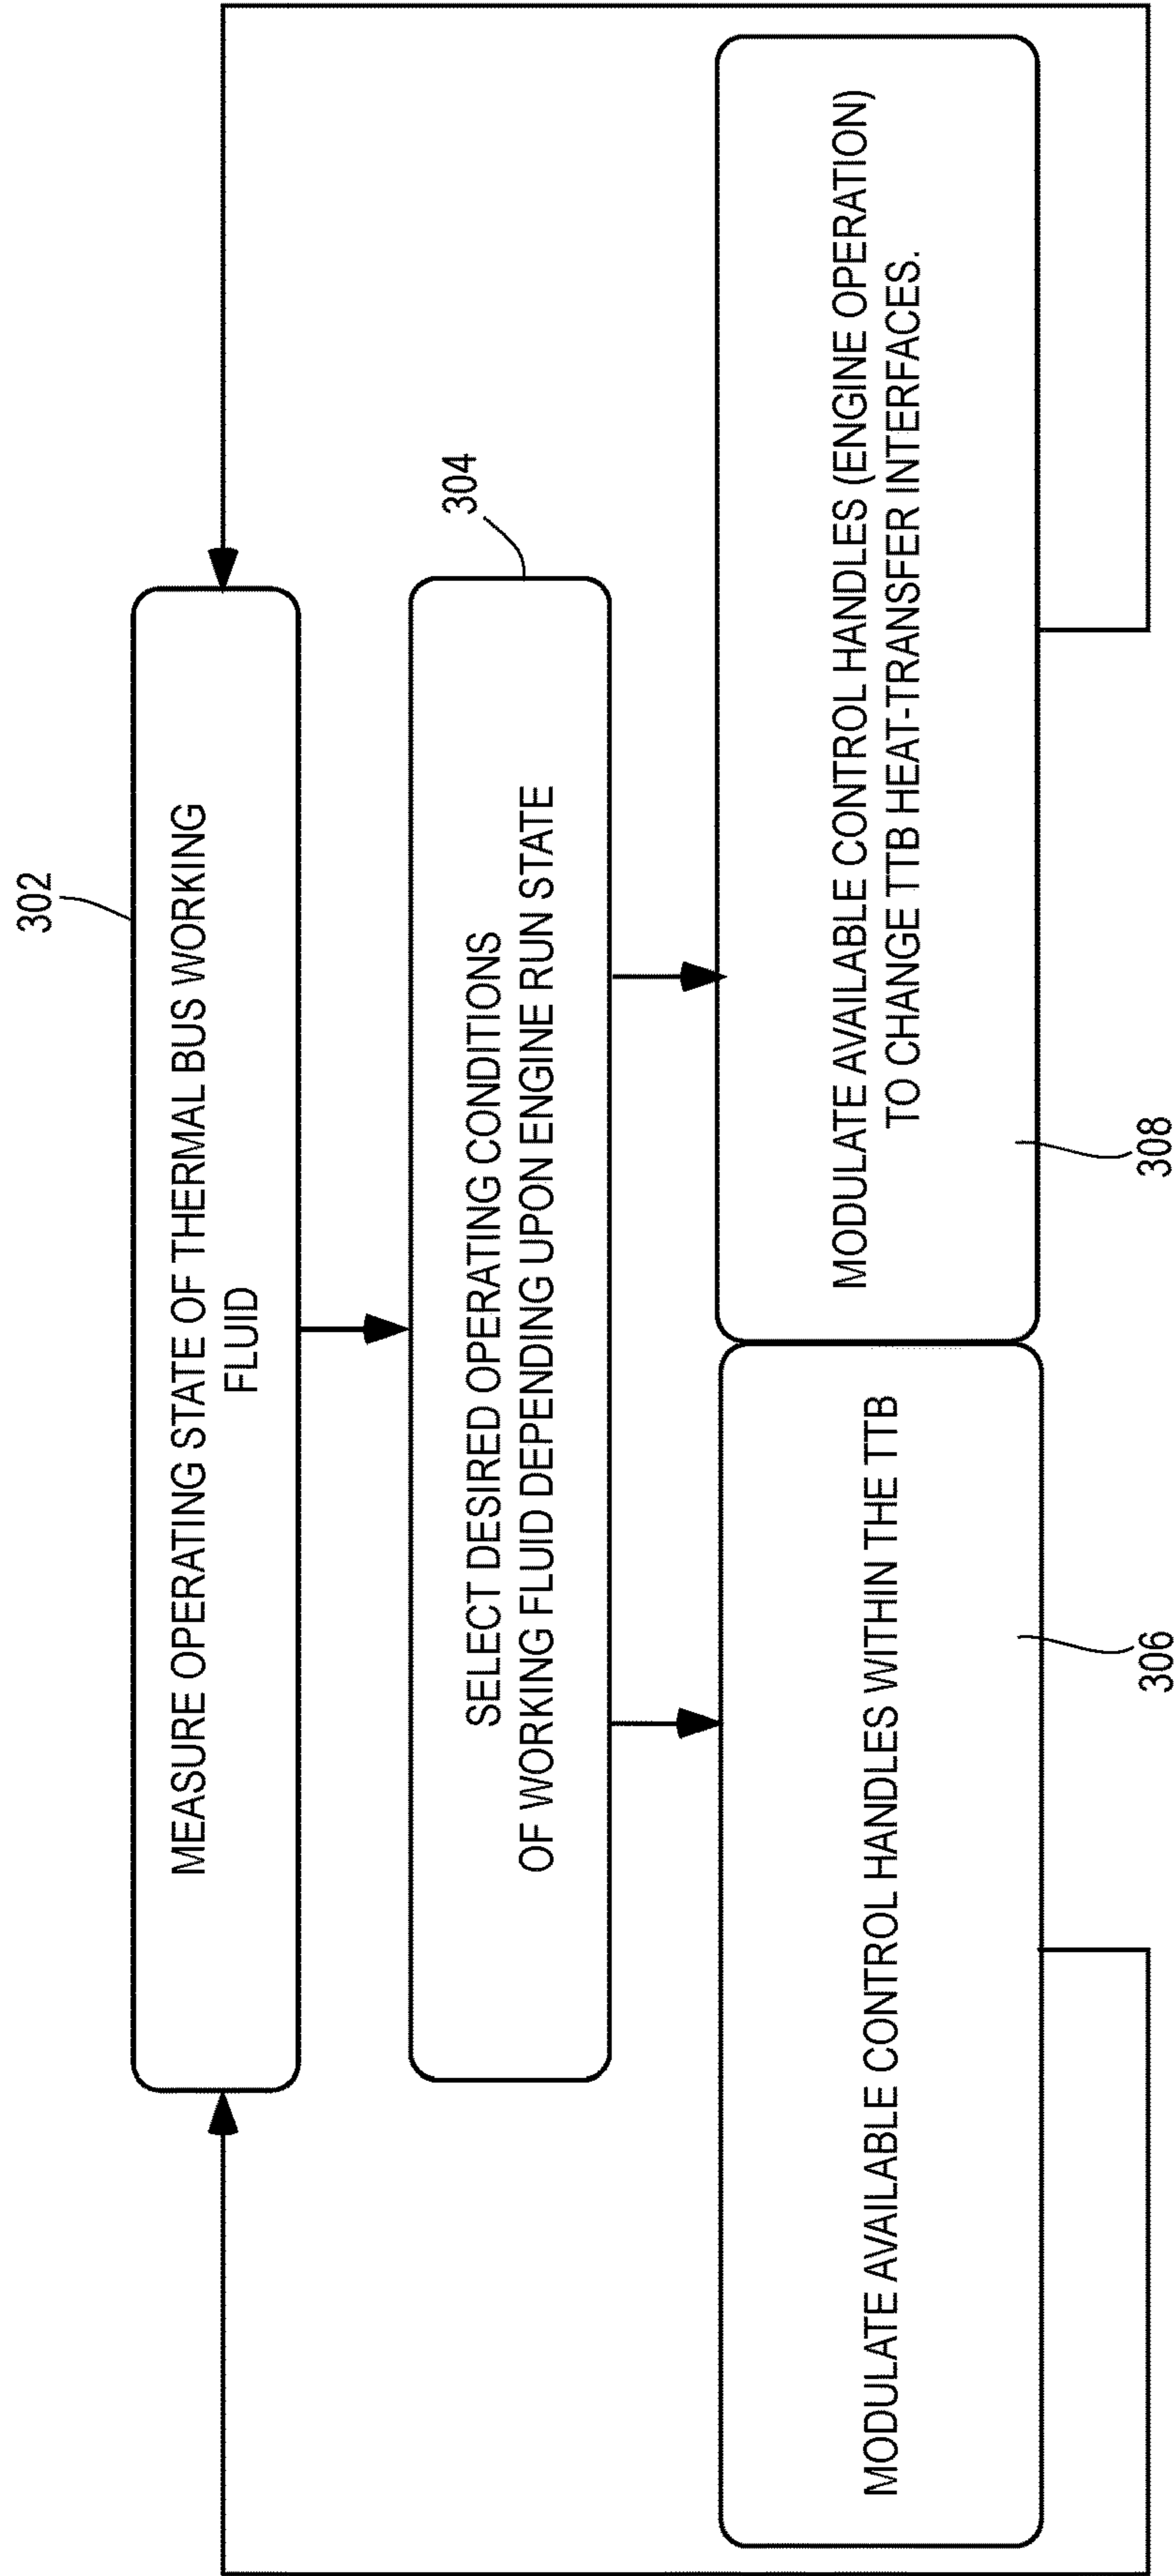 302
MEASURE OPERATING STATE OF THERMAL BUS WORKING
FLUID
304
SELECT DESIRED OPERATING CONDITIONS
OF WORKING FLUID DEPENDING UPON ENGINE RUN STATE
MODULATE AVAILABLE CONTROL HANDLES WITHIN THE TTB
306
MODULATE AVAILABLE CONTROL HANDLES (ENGINE OPERATION)
TO CHANGE TTB HEAT-TRANSFER INTERFACES.
308